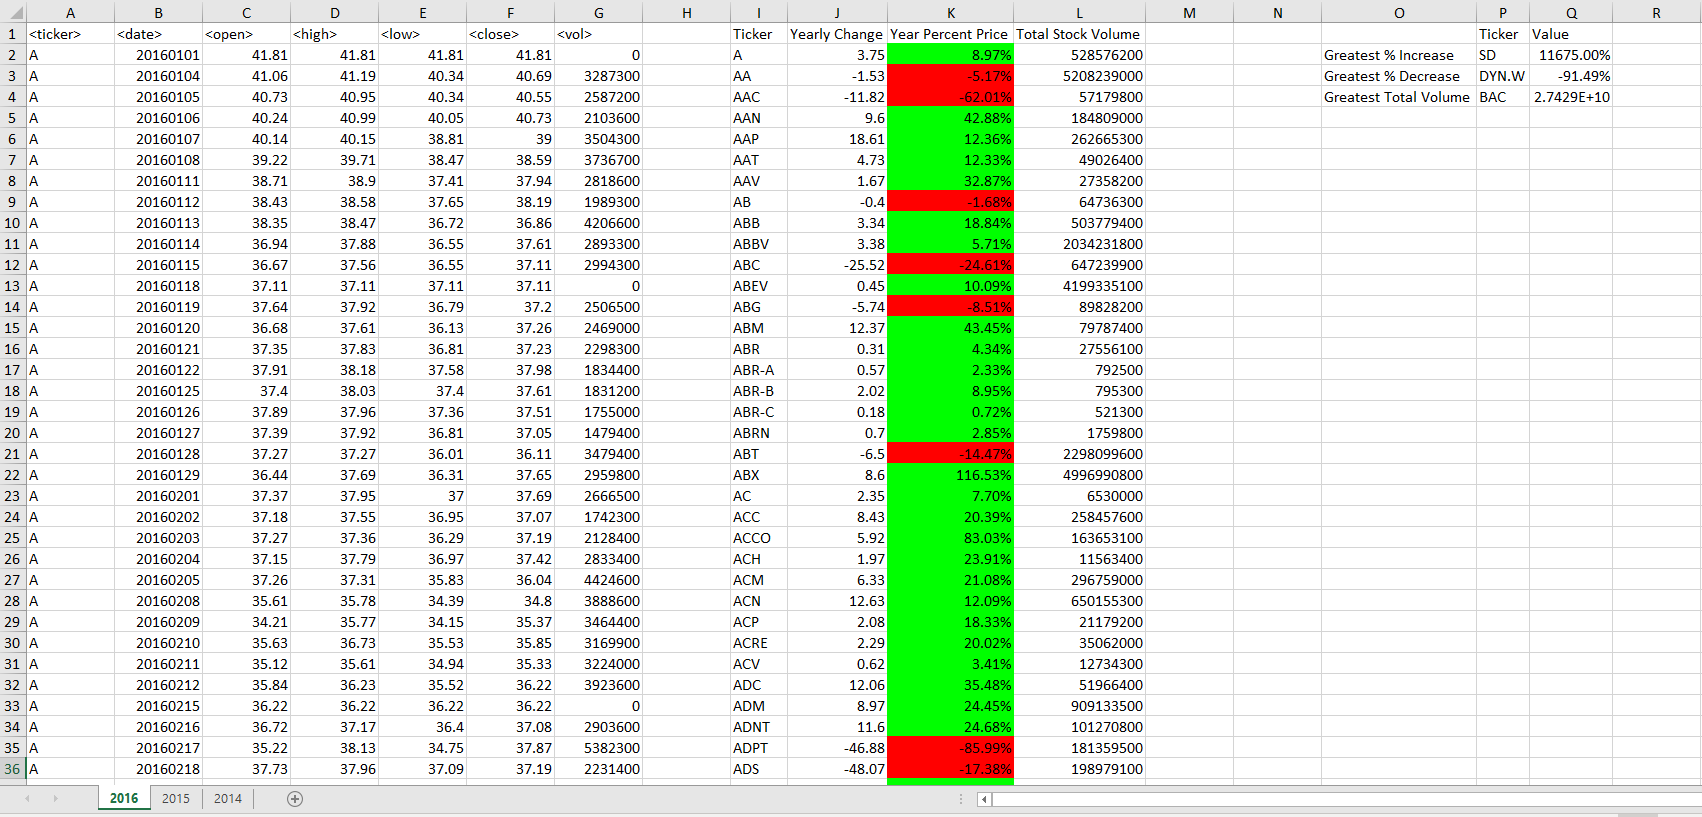 A B C D E F G H I J K L M N O P Q R
1 <ticker> <date> <open> <high> <low> <close> <vol> Ticker Yearly Change Year Percent Price Total Stock Volume Ticker Value
2 A 20160101 41.81 41.81 41.81 41.81 0 A 3.75 8.97% 528576200 Greatest % Increase SD 11675.00%
3 A 20160104 41.06 41.19 40.34 40.69 3287300 AA -1.53 -5.17% 5208239000 Greatest % Decrease DYN.W -91.49%
4 A 20160105 40.73 40.95 40.34 40.55 2587200 AAC -11.82 -62.01% 57179800 Greatest Total Volume BAC 2.7429E+10
5 A 20160106 40.24 40.99 40.05 40.73 2103600 AAN 9.6 42.88% 184809000
6 A 20160107 40.14 40.15 38.81 39 3504300 AAP 18.61 12.36% 262665300
7 A 20160108 39.22 39.71 38.47 38.59 3736700 AAT 4.73 12.33% 49026400
8 A 20160111 38.71 38.9 37.41 37.94 2818600 AAV 1.67 32.87% 27358200
9 A 20160112 38.43 38.58 37.65 38.19 1989300 AB -0.4 -1.68% 64736300
10 A 20160113 38.35 38.47 36.72 36.86 4206600 ABB 3.34 18.84% 503779400
11 A 20160114 36.94 37.88 36.55 37.61 2893300 ABBV 3.38 5.71% 2034231800
12 A 20160115 36.67 37.56 36.55 37.11 2994300 ABC -25.52 -24.61% 647239900
13 A 20160118 37.11 37.11 37.11 37.11 0 ABEV 0.45 10.09% 4199335100
14 A 20160119 37.64 37.92 36.79 37.2 2506500 ABG -5.74 -8.51% 89828200
15 A 20160120 36.68 37.61 36.13 37.26 2469000 ABM 12.37 43.45% 79787400
16 A 20160121 37.35 37.83 36.81 37.23 2298300 ABR 0.31 4.34% 27556100
17 A 20160122 37.91 38.18 37.58 37.98 1834400 ABR-A 0.57 2.33% 792500
18 A 20160125 37.4 38.03 37.4 37.61 1831200 ABR-B 2.02 8.95% 795300
19 A 20160126 37.89 37.96 37.36 37.51 1755000 ABR-C 0.18 0.72% 521300
20 A 20160127 37.39 37.92 36.81 37.05 1479400 ABRN 0.7 2.85% 1759800
21 A 20160128 37.27 37.27 36.01 36.11 3479400 ABT -6.5 -14.47% 2298099600
22 A 20160129 36.44 37.69 36.31 37.65 2959800 ABX 8.6 116.53% 4996990800
23 A 20160201 37.37 37.95 37 37.69 2666500 AC 2.35 7.70% 6530000
24 A 20160202 37.18 37.55 36.95 37.07 1742300 ACC 8.43 20.39% 258457600
25 A 20160203 37.27 37.36 36.29 37.19 2128400 ACCO 5.92 83.03% 163653100
26 A 20160204 37.15 37.79 36.97 37.42 2833400 ACH 1.97 23.91% 11563400
27 A 20160205 37.26 37.31 35.83 36.04 4424600 ACM 6.33 21.08% 296759000
28 A 20160208 35.61 35.78 34.39 34.8 3888600 ACN 12.63 12.09% 650155300
29 A 20160209 34.21 35.77 34.15 35.37 3464400 ACP 2.08 18.33% 21179200
30 A 20160210 35.63 36.73 35.53 35.85 3169900 ACRE 2.29 20.02% 35062000
31 A 20160211 35.12 35.61 34.94 35.33 3224000 ACV 0.62 3.41% 12734300
32 A 20160212 35.84 36.23 35.52 36.22 3923600 ADC 12.06 35.48% 51966400
33 A 20160215 36.22 36.22 36.22 36.22 0 ADM 8.97 24.45% 909133500
34 A 20160216 36.72 37.17 36.4 37.08 2903600 ADNT 11.6 24.68% 101270800
35 A 20160217 35.22 38.13 34.75 37.87 5382300 ADPT -46.88 -85.99% 181359500
36 A 20160218 37.73 37.96 37.09 37.19 2231400 ADS -48.07 -17.38% 198979100
2016 2015 2014